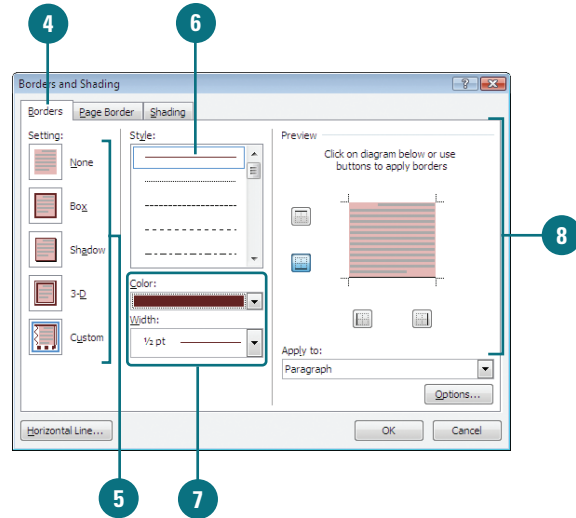 4
6
Borders and Shading
Borders
Page Border
Shading
Setting:
None
Box
Shadow
3-D
Custom
Style:
Color:
Width:
½ pt
Preview
Click on diagram below or use
buttons to apply borders
8
Apply to:
Paragraph
Options...
Horizontal Line...
OK
Cancel
5
7